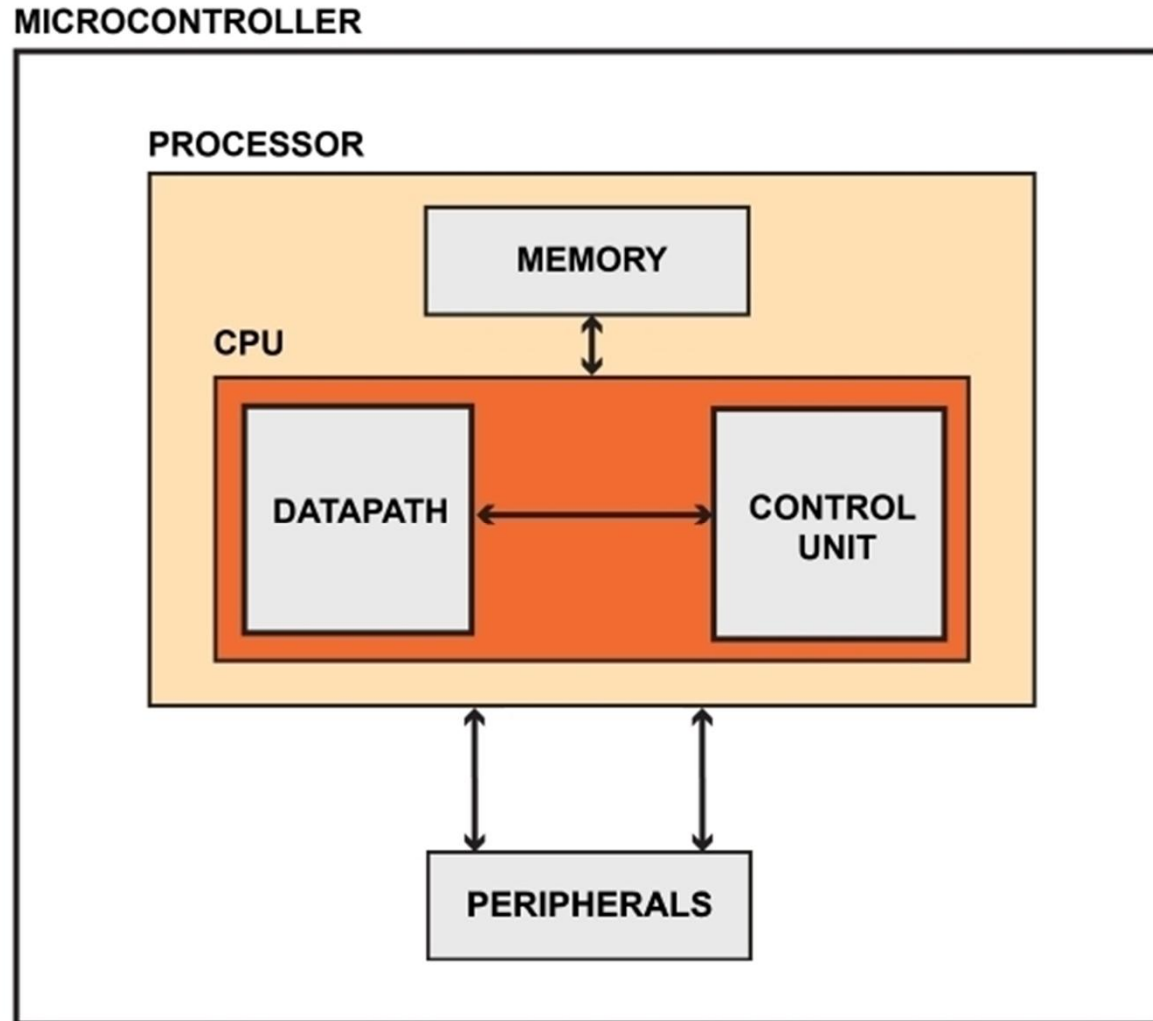 MICROCONTROLLER
PROCESSOR
MEMORY
CPU
DATAPATH
CONTROL
UNIT
PERIPHERALS